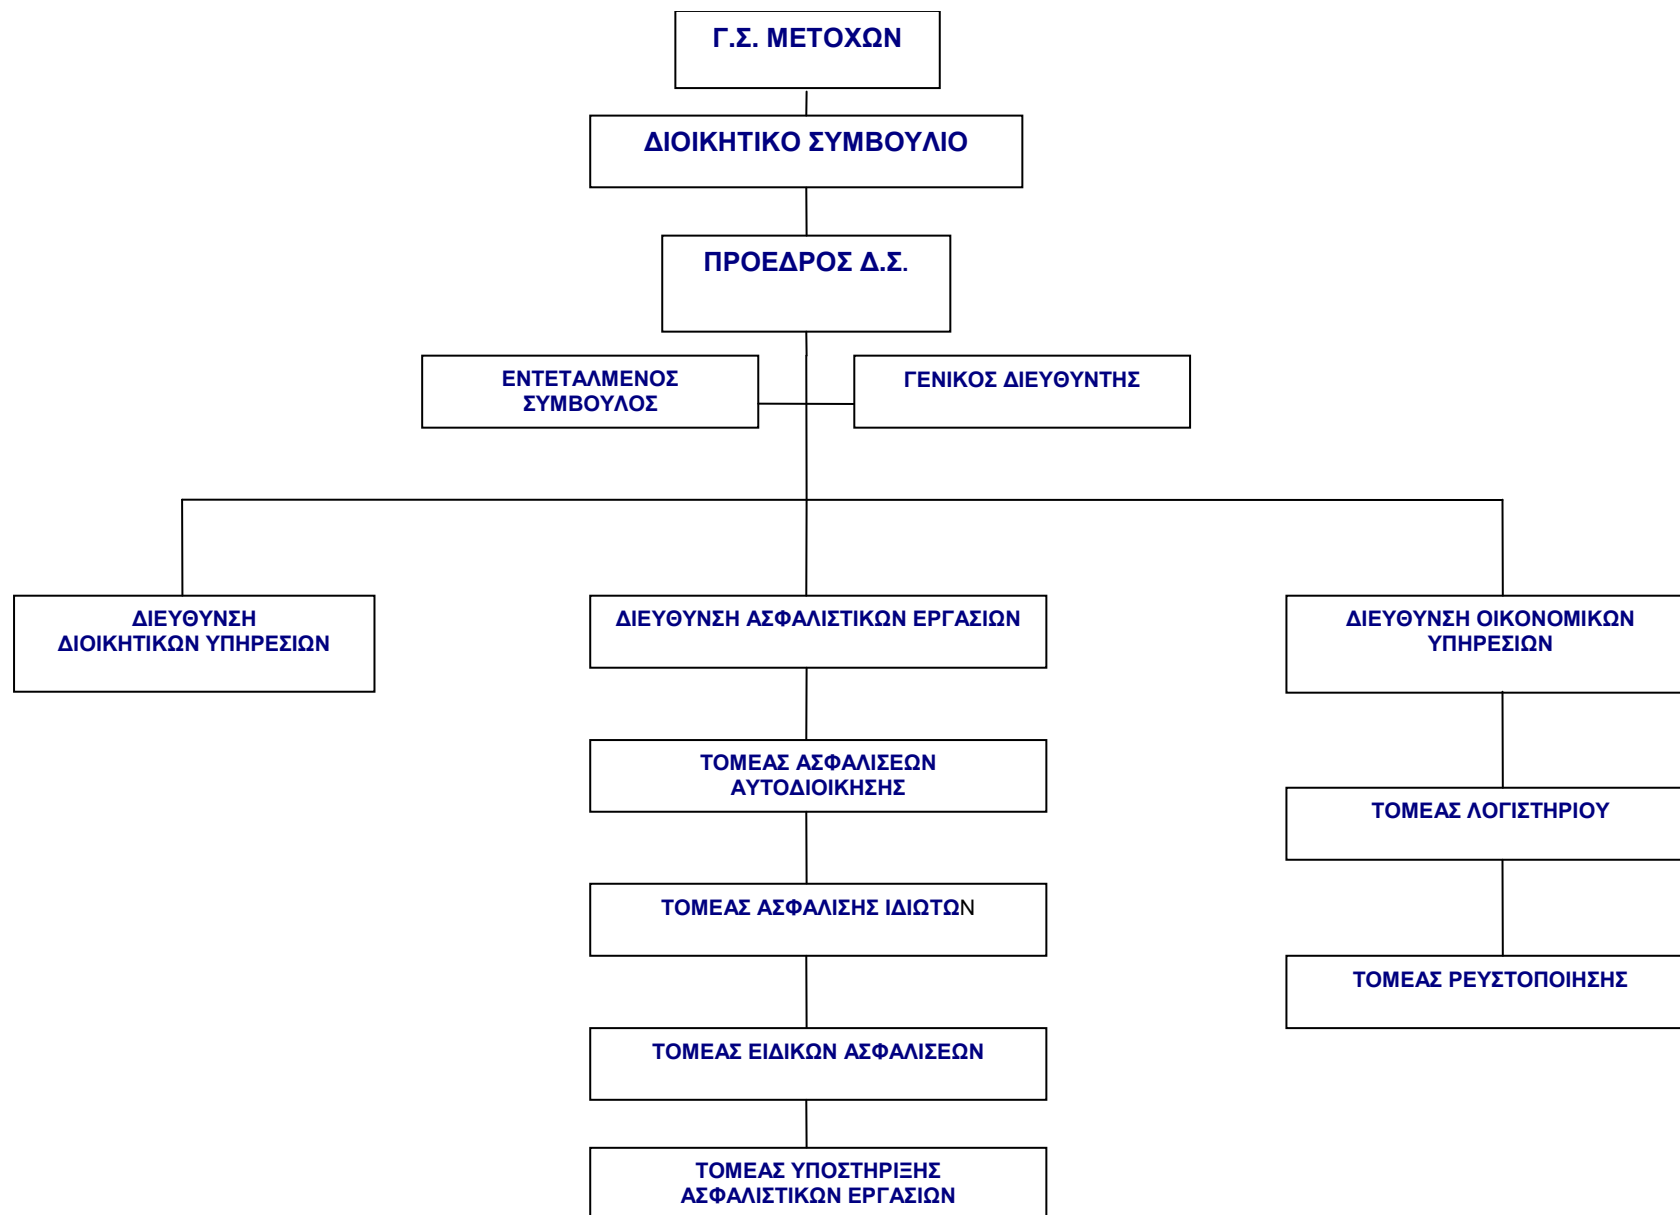 Γ.Σ. ΜΕΤΟΧΩΝ
ΔΙΟΙΚΗΤΙΚΟ ΣΥΜΒΟΥΛΙΟ
ΠΡΟΕΔΡΟΣ Δ.Σ.
ΕΝΤΕΤΑΛΜΕΝΟΣ
ΣΥΜΒΟΥΛΟΣ
ΓΕΝΙΚΟΣ ΔΙΕΥΘΥΝΤΗΣ
ΔΙΕΥΘΥΝΣΗ
ΔΙΟΙΚΗΤΙΚΩΝ ΥΠΗΡΕΣΙΩΝ
ΔΙΕΥΘΥΝΣΗ ΑΣΦΑΛΙΣΤΙΚΩΝ ΕΡΓΑΣΙΩΝ
ΔΙΕΥΘΥΝΣΗ ΟΙΚΟΝΟΜΙΚΩΝ
ΥΠΗΡΕΣΙΩΝ
ΤΟΜΕΑΣ ΑΣΦΑΛΙΣΕΩΝ
ΑΥΤΟΔΙΟΙΚΗΣΗΣ
ΤΟΜΕΑΣ ΛΟΓΙΣΤΗΡΙΟΥ
ΤΟΜΕΑΣ ΑΣΦΑΛΙΣΗΣ ΙΔΙΩΤΩΝ
ΤΟΜΕΑΣ ΡΕΥΣΤΟΠΟΙΗΣΗΣ
ΤΟΜΕΑΣ ΕΙΔΙΚΩΝ ΑΣΦΑΛΙΣΕΩΝ
ΤΟΜΕΑΣ ΥΠΟΣΤΗΡΙΞΗΣ
ΑΣΦΑΛΙΣΤΙΚΩΝ ΕΡΓΑΣΙΩΝ